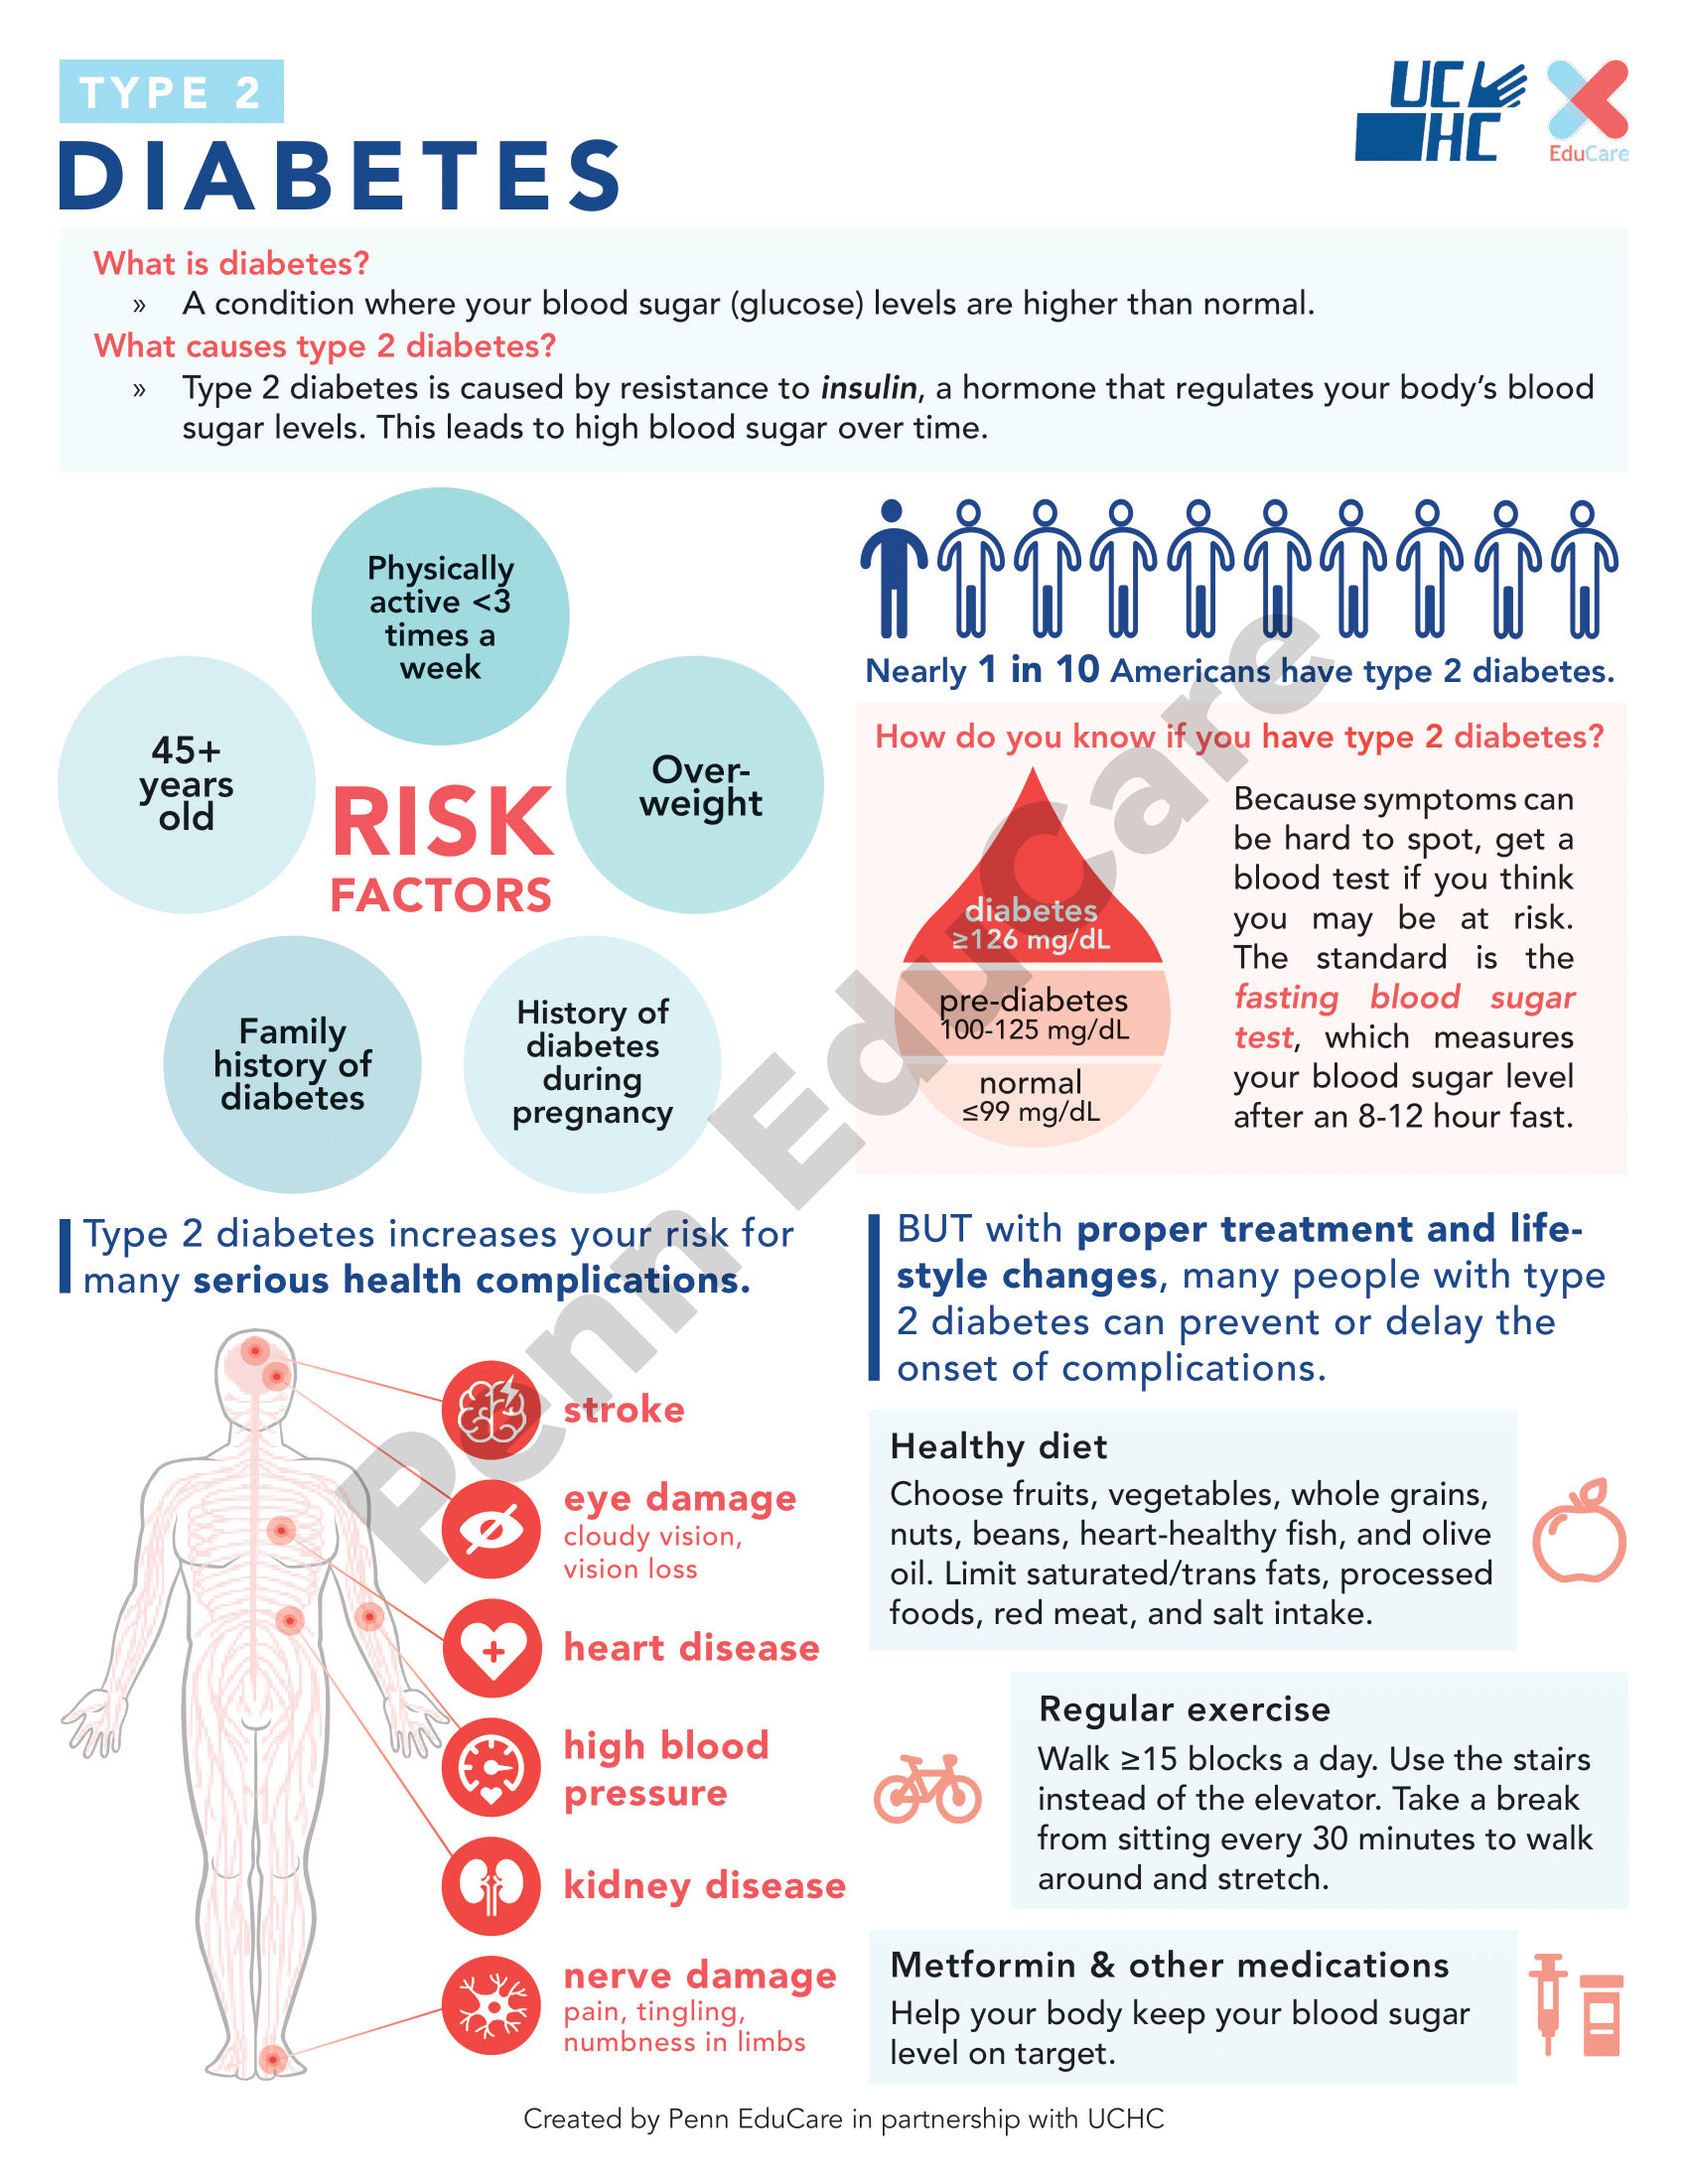 TYPE 2
DIABETES
UC
HC
EduCare
What is diabetes?
» A condition where your blood sugar (glucose) levels are higher than normal.
What causes type 2 diabetes?
» Type 2 diabetes is caused by resistance to insulin, a hormone that regulates your body's blood
sugar levels. This leads to high blood sugar over time.
Physically
active <3
times a
week
45+
years
old
Over-
weight
RISK
FACTORS
Family
history of
diabetes
History of
diabetes
during
pregnancy
Nearly 1 in 10 Americans have type 2 diabetes.
How do you know if you have type 2 diabetes?
diabetes
≥126 mg/dL
pre-diabetes
100-125 mg/dL
normal
≤99 mg/dL
Because symptoms can
be hard to spot, get a
blood test if you think
you may be at risk.
The standard is the
fasting blood sugar
test, which measures
your blood sugar level
after an 8-12 hour fast.
Type 2 diabetes increases your risk for
many serious health complications.
stroke
eye damage
cloudy vision,
vision loss
heart disease
high blood
pressure
kidney disease
nerve damage
pain, tingling,
numbness in limbs
BUT with proper treatment and life-
style changes, many people with type
2 diabetes can prevent or delay the
onset of complications.
Healthy diet
Choose fruits, vegetables, whole grains,
nuts, beans, heart-healthy fish, and olive
oil. Limit saturated/trans fats, processed
foods, red meat, and salt intake.
Regular exercise
Walk ≥15 blocks a day. Use the stairs
instead of the elevator. Take a break
from sitting every 30 minutes to walk
around and stretch.
Metformin & other medications
Help your body keep your blood sugar
level on target.
Created by Penn EduCare in partnership with UCHC
Penn EduCare